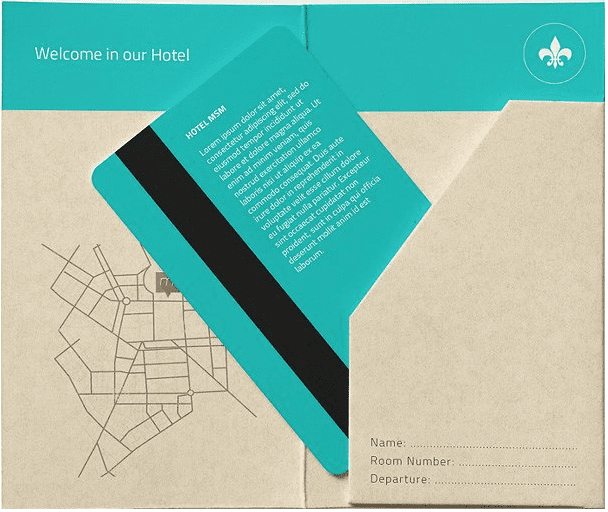 Welcome in our Hotel
HOTEL MSM
Lorem ipsum dolor sit amet,
consectetur adipiscing elit, sed do
eiusmod tempor incididunt ut
labore et dolore magna aliqua. Ut
enim ad minim veniam, quis
nostrud exercitation ullamco
laboris nisi ut aliquip ex ea
commodo consequat. Duis aute
irure dolor in reprehenderit in
voluptate velit esse cillum dolore
eu fugiat nulla pariatur. Excepteur
sint occaecat cupidatat non
proident, sunt in culpa qui officia
deserunt mollit anim id est
laborum.
Name: ........................................
Room Number: ............................
Departure: ..................................